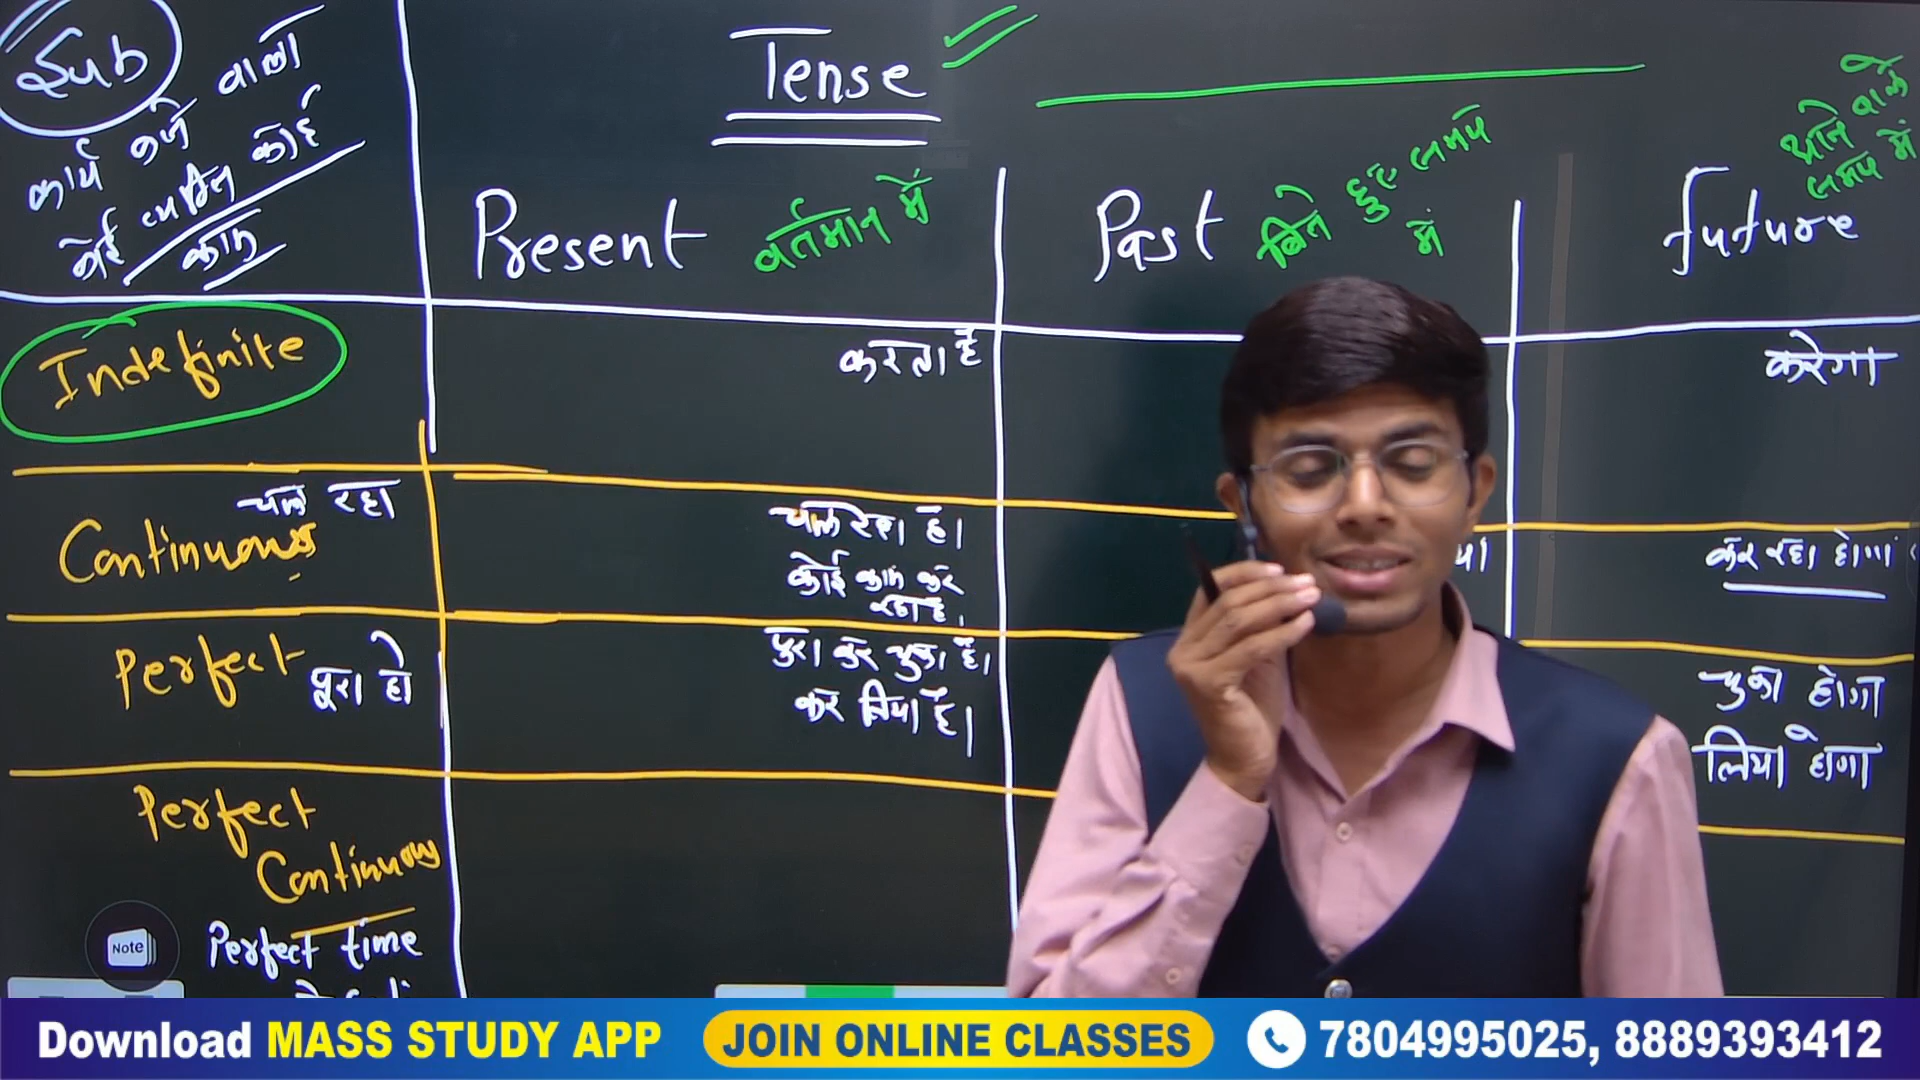 Sub
कार्य करने वाला
कोई व्यक्ति कोई
काम
Tense
Present वर्तमान में
Past बिते हुए समय
में
future
आने वाले
समय में
Indefinite
करता है
करेगा
चल रहा
Continuous
चल रहा है।
कोई काम कर
रहा है।
कर रहा होगा
Perfect पूरा हो
पुरा कर चुका है।
कर लिया है।
चुका होगा
लिया होगा
Perfect
Continuous
Perfect time
Note
Download MASS STUDY APP JOIN ONLINE CLASSES 7804995025, 8889393412